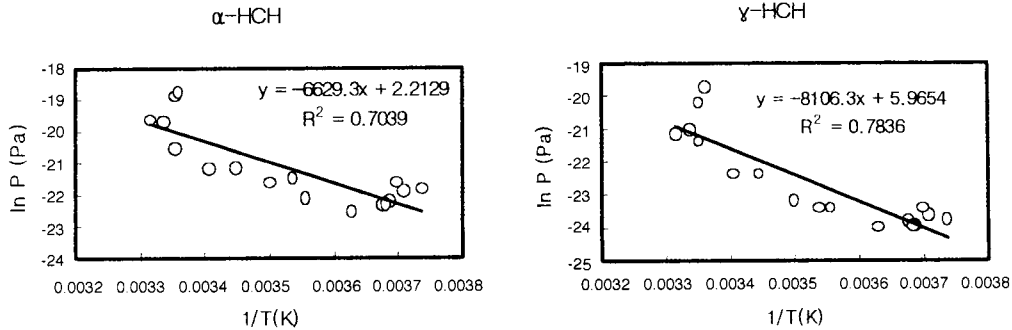 α-HCH
-18
-19
-20
-21
-22
-23
-24
ln P (Pa)
y = -6629.3x + 2.2129
R² = 0.7039
0.0032 0.0033 0.0034 0.0035 0.0036 0.0037 0.0038
1/T(K)
γ-HCH
-19
-20
-21
-22
-23
-24
-25
ln P (Pa)
y = -8106.3x + 5.9654
R² = 0.7836
0.0032 0.0033 0.0034 0.0035 0.0036 0.0037 0.0038
1/T(K)